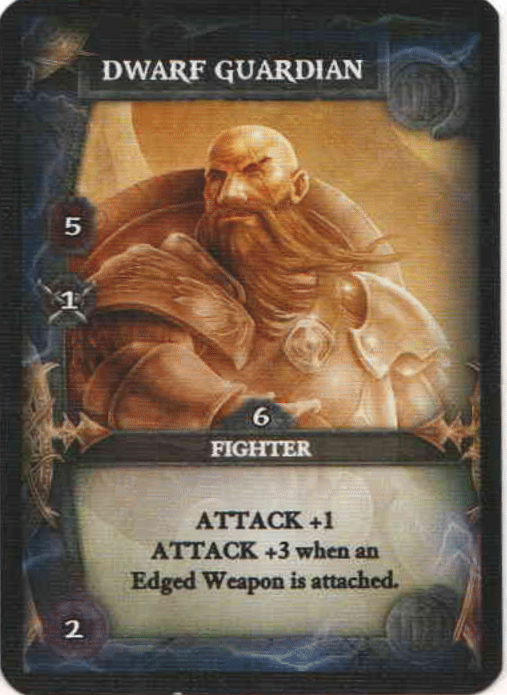 DWARF GUARDIAN
5
1
6
FIGHTER
ATTACK +1
ATTACK +3 when an
Edged Weapon is attached.
2